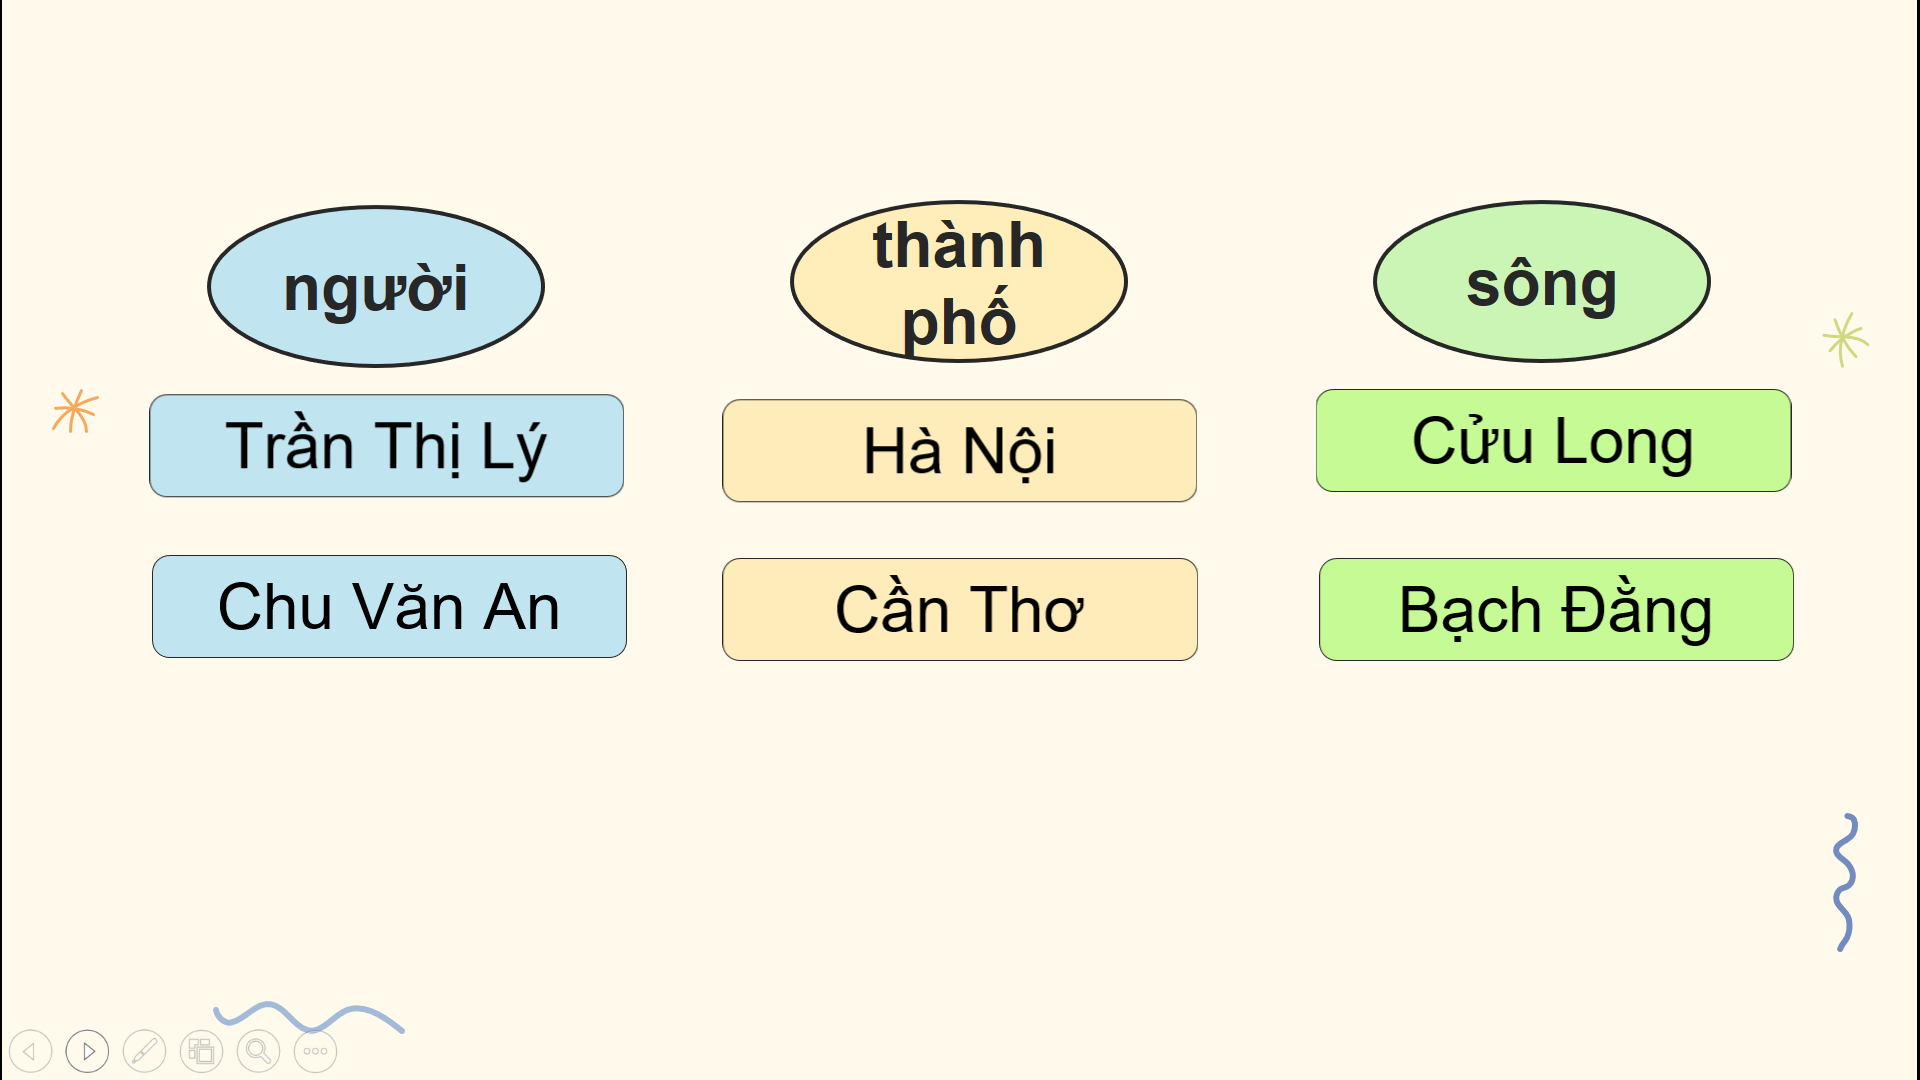 người
thành
phố
sông
Trần Thị Lý
Hà Nội
Cửu Long
Chu Văn An
Cần Thơ
Bạch Đằng